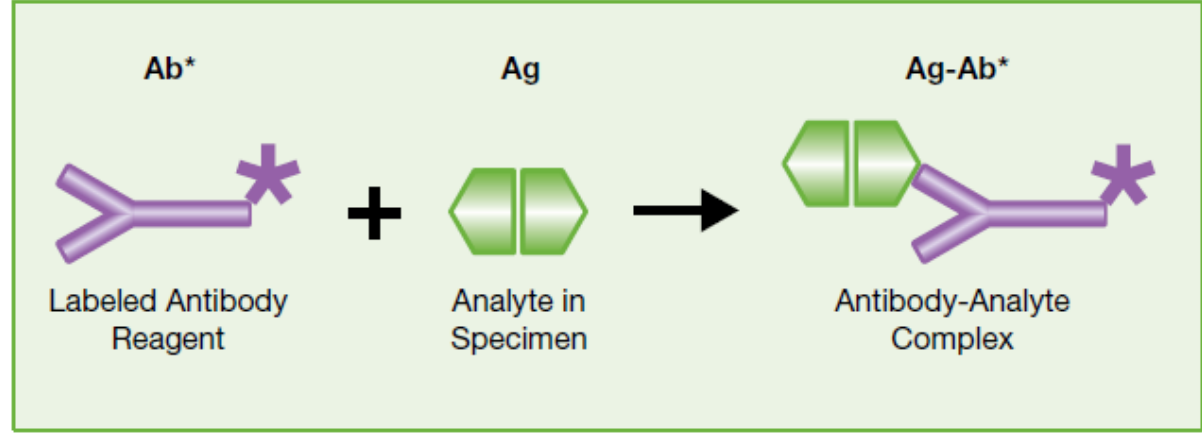 Ab*
Ag
Ag-Ab*
Labeled Antibody
Reagent
Analyte in
Specimen
Antibody-Analyte
Complex